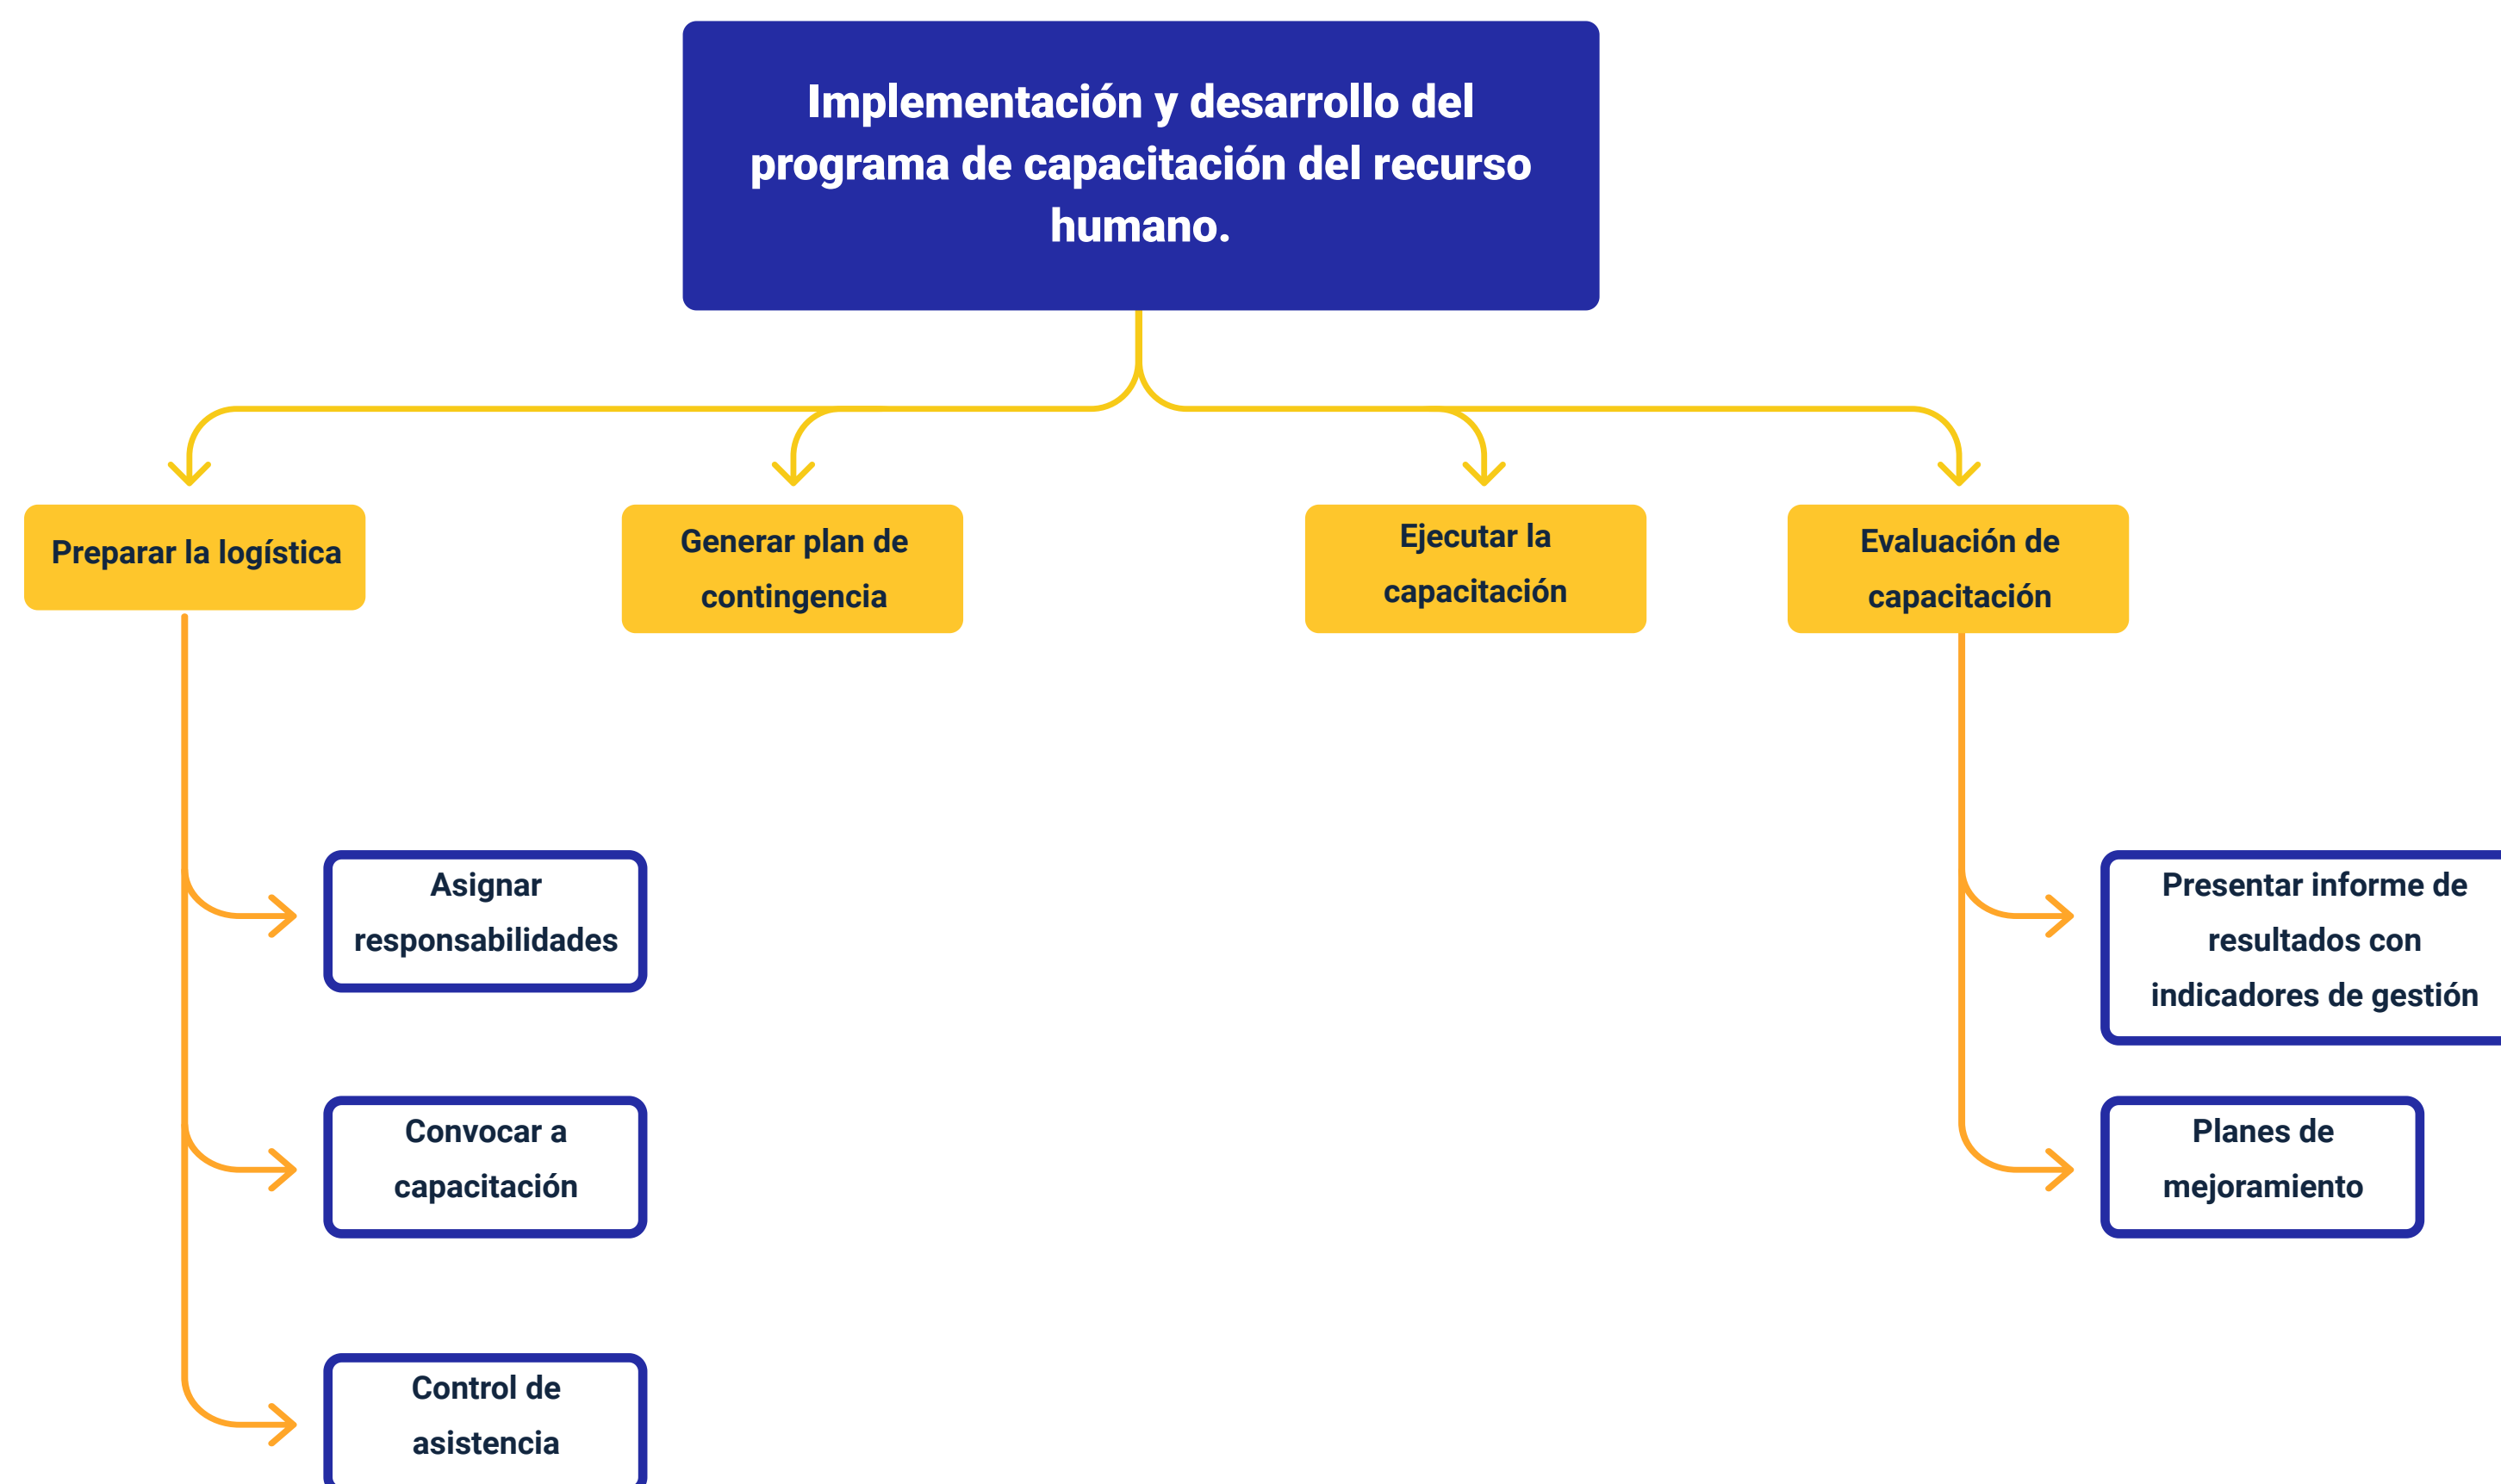 Implementación y desarrollo del
programa de capacitación del recurso
humano.
Preparar la logística
Generar plan de
contingencia
Ejecutar la
capacitación
Evaluación de
capacitación
Asignar
responsabilidades
Convocar a
capacitación
Control de
asistencia
Presentar informe de
resultados con
indicadores de gestión
Planes de
mejoramiento